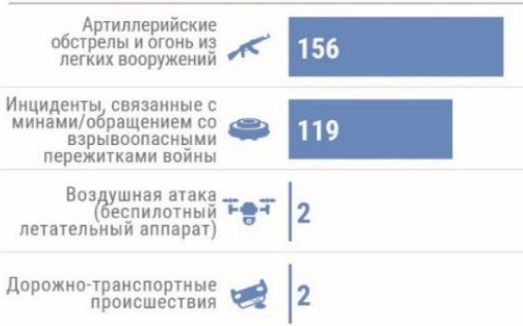 Артиллерийские
обстрелы и огонь из
легких вооружений
156
Инциденты, связанные с
минами/обращением со
взрывоопасными
пережитками войны
119
Воздушная атака
(беспилотный
летательный аппарат)
2
Дорожно-транспортные
происшествия
2